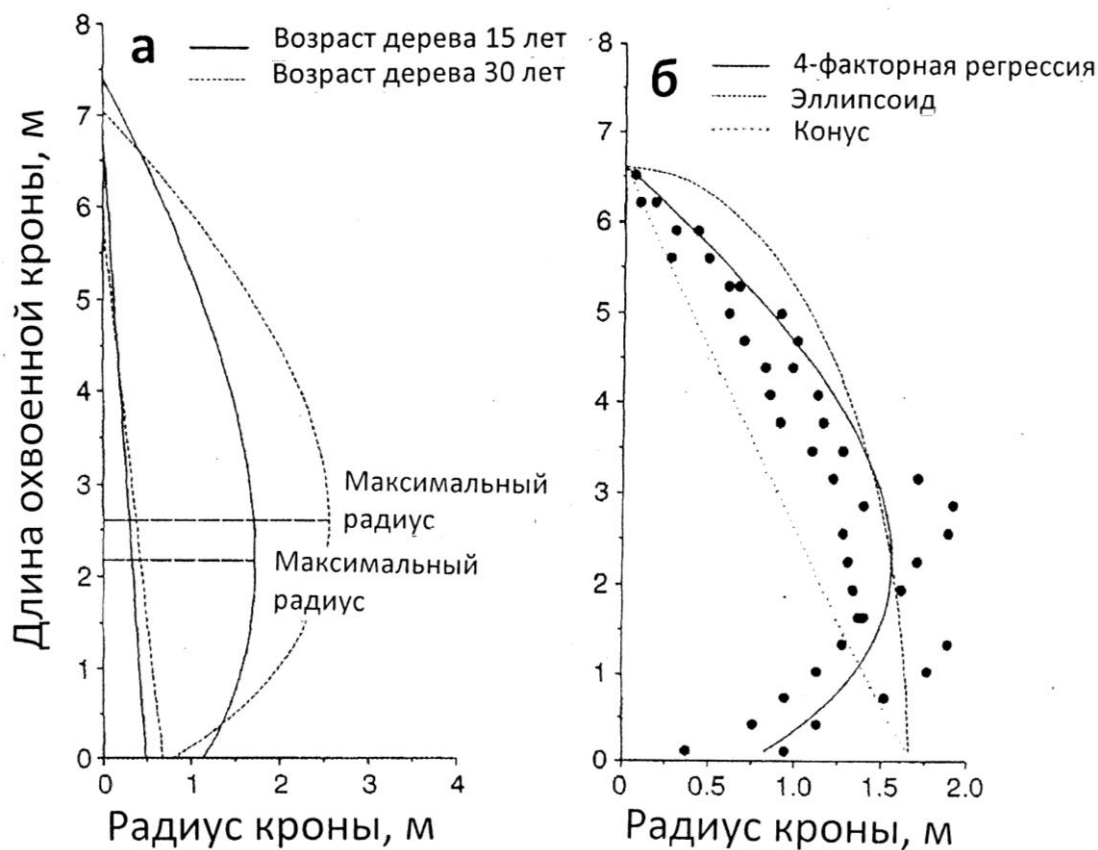 а
Возраст дерева 15 лет
Возраст дерева 30 лет
8
7
6
5
4
3
2
1
0
Длина охвоенной кроны, м
Максимальный
радиус
Максимальный
радиус
0 1 2 3 4
Радиус кроны, м
б
4-факторная регрессия
Эллипсоид
Конус
8
7
6
5
4
3
2
1
0
0 0.5 1.0 1.5 2.0
Радиус кроны, м